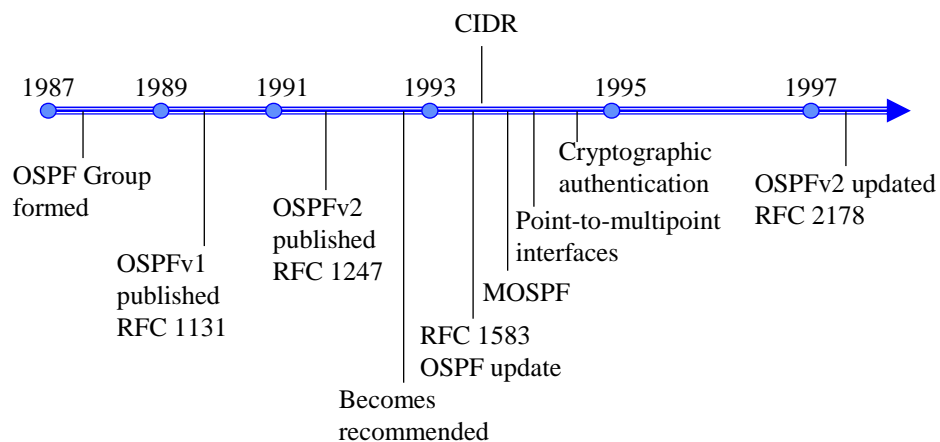 CIDR
1987
1989
1991
1993
1995
1997
OSPF Group
formed
OSPFv1
published
RFC 1131
OSPFv2
published
RFC 1247
Becomes
recommended
RFC 1583
OSPF update
MOSPF
Point-to-multipoint
interfaces
Cryptographic
authentication
OSPFv2 updated
RFC 2178